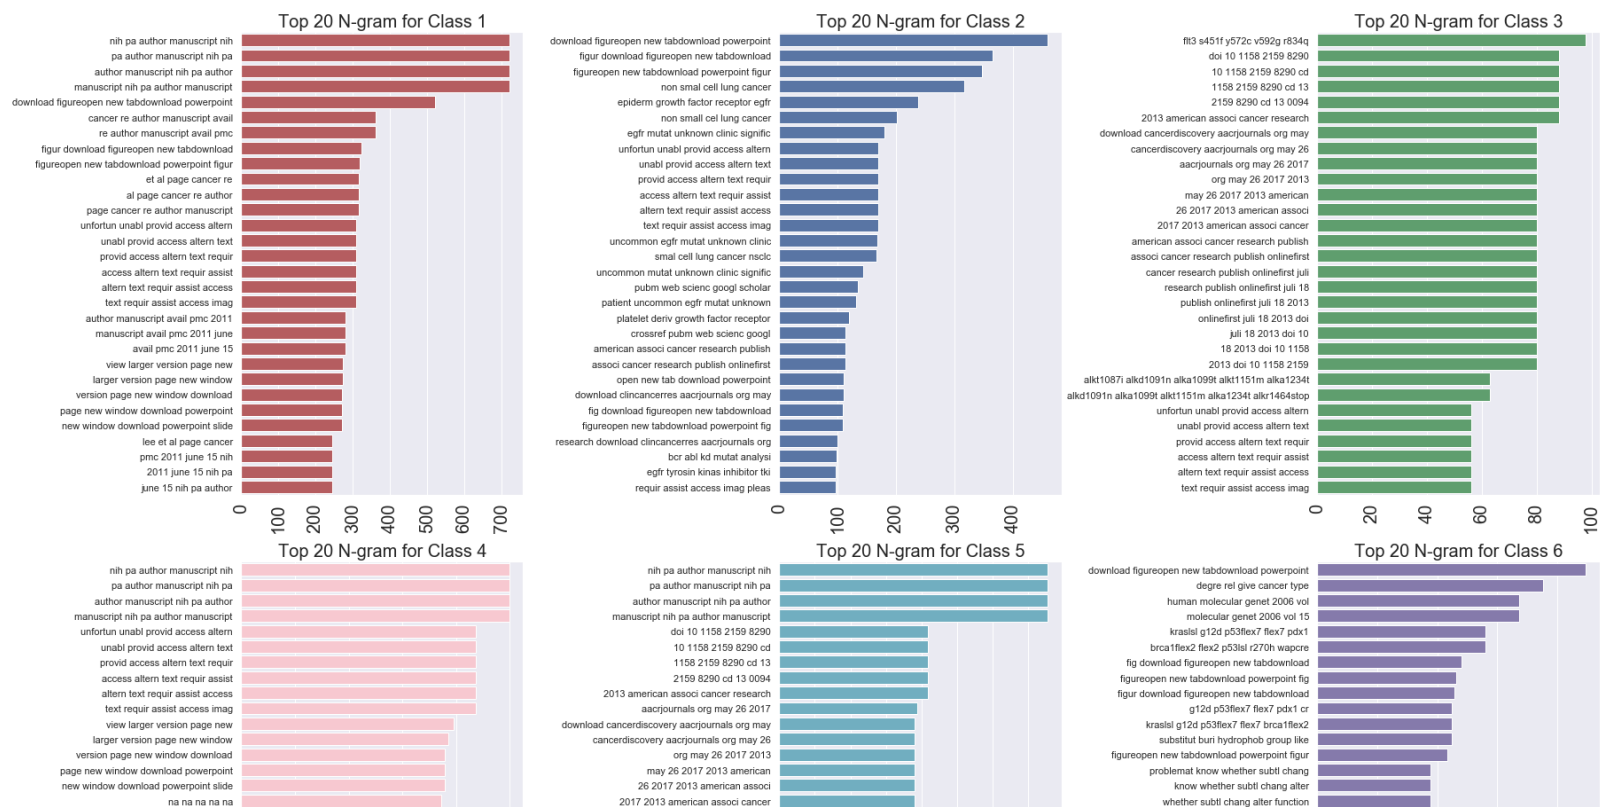 Top 20 N-gram for Class 1
nih pa author manuscript nih
pa author manuscript nih pa
author manuscript nih pa author
manuscript nih pa author manuscript
download figureopen new tabdownload powerpoint
cancer re author manuscript avail
re author manuscript avail pmc
figur download figureopen new tabdownload
figureopen new tabdownload powerpoint figur
et al page cancer re
al page cancer re author
page cancer re author manuscript
unfortun unabl provid access altern
unabl provid access altern text
provid access altern text requir
access altern text requir assist
altern text requir assist access
text requir assist access imag
author manuscript avail pmc 2011
manuscript avail pmc 2011 june
avail pmc 2011 june 15
view larger version page new
larger version page new window
version page new window download
page new window download powerpoint
new window download powerpoint slide
lee et al page cancer
pmc 2011 june 15 nih
2011 june 15 nih pa
june 15 nih pa author
0 100 200 300 400 500 600 700
Top 20 N-gram for Class 2
download figureopen new tabdownload powerpoint
figur download figureopen new tabdownload
figureopen new tabdownload powerpoint figur
non smal cell lung cancer
epiderm growth factor receptor egfr
non small cel lung cancer
egfr mutat unknown clinic signific
unfortun unabl provid access altern
unabl provid access altern text
provid access altern text requir
access altern text requir assist
altern text requir assist access
text requir assist access imag
uncommon egfr mutat unknown clinic
smal cell lung cancer nsclc
uncommon mutat unknown clinic signific
pubm web scienc googl scholar
patient uncommon egfr mutat unknown
platelet deriv growth factor receptor
crossref pubm web scienc googl
american associ cancer research publish
associ cancer research publish onlinefirst
open new tab download powerpoint
download clincancerres aacrjournals org may
fig download figureopen new tabdownload
figureopen new tabdownload powerpoint fig
research download clincancerres aacrjournals org
bcr abl kd mutat analysi
egfr tyrosin kinas inhibitor tki
requir assist access imag pleas
0 100 200 300 400
Top 20 N-gram for Class 3
flt3 s451f y572c v592g r834q
doi 10 1158 2159 8290
10 1158 2159 8290 cd
1158 2159 8290 cd 13
2159 8290 cd 13 0094
2013 american associ cancer research
download cancerdiscovery aacrjournals org may
cancerdiscovery aacrjournals org may 26
aacrjournals org may 26 2017
org may 26 2017 2013
may 26 2017 2013 american
26 2017 2013 american associ
2017 2013 american associ cancer
american associ cancer research publish
associ cancer research publish onlinefirst
cancer research publish onlinefirst juli
research publish onlinefirst juli 18
publish onlinefirst juli 18 2013
onlinefirst juli 18 2013 doi
juli 18 2013 doi 10
18 2013 doi 10 1158
2013 doi 10 1158 2159
alkt1087i alkd1091n alka1099t alkt1151m alka1234t
alkd1091n alka1099t alkt1151m alka1234t alkr1464stop
unfortun unabl provid access altern
unabl provid access altern text
provid access altern text requir
access altern text requir assist
altern text requir assist access
text requir assist access imag
0 20 40 60 80 100
Top 20 N-gram for Class 4
nih pa author manuscript nih
pa author manuscript nih pa
author manuscript nih pa author
manuscript nih pa author manuscript
unfortun unabl provid access altern
unabl provid access altern text
provid access altern text requir
access altern text requir assist
altern text requir assist access
text requir assist access imag
view larger version page new
larger version page new window
version page new window download
page new window download powerpoint
new window download powerpoint slide
na na na na na
Top 20 N-gram for Class 5
nih pa author manuscript nih
pa author manuscript nih pa
author manuscript nih pa author
manuscript nih pa author manuscript
doi 10 1158 2159 8290
10 1158 2159 8290 cd
1158 2159 8290 cd 13
2159 8290 cd 13 0094
2013 american associ cancer research
aacrjournals org may 26 2017
download cancerdiscovery aacrjournals org may
cancerdiscovery aacrjournals org may 26
org may 26 2017 2013
may 26 2017 2013 american
26 2017 2013 american associ
2017 2013 american associ cancer
Top 20 N-gram for Class 6
download figureopen new tabdownload powerpoint
degre rel give cancer type
human molecular genet 2006 vol
molecular genet 2006 vol 15
kraslsl g12d p53flex7 flex7 pdx1
brca1flex2 flex2 p53lsl r270h wapcre
fig download figureopen new tabdownload
figureopen new tabdownload powerpoint fig
figur download figureopen new tabdownload
g12d p53flex7 flex7 pdx1 cr
kraslsl g12d p53flex7 flex7 brca1flex2
substitut buri hydrophob group like
figureopen new tabdownload powerpoint figur
problemat know whether subtl chang
know whether subtl chang alter
whether subtl chang alter function